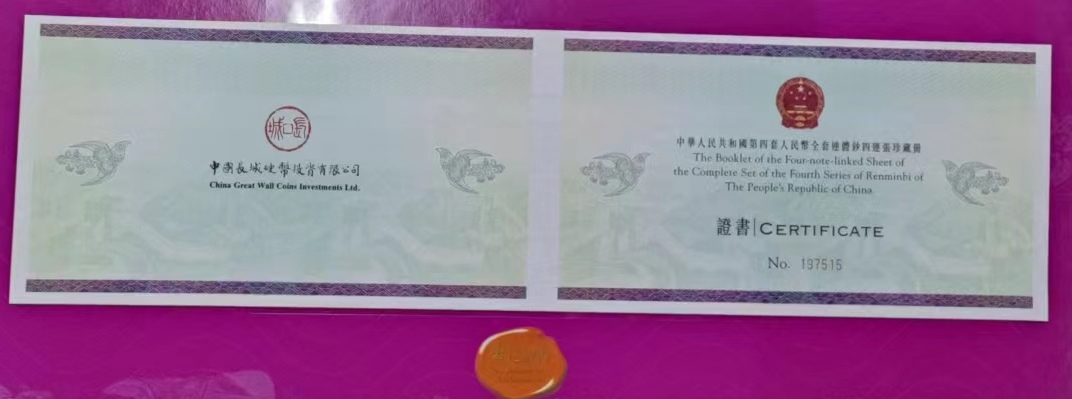 長城
中國長城硬幣投資有限公司
China Great Wall Coins Investments Ltd.
中華人民共和國第四套人民幣全套連體鈔四連張珍藏冊
The Booklet of the Four-note-linked Sheet of
the Complete Set of the Fourth Series of Renminbi of
The People's Republic of China
證書|CERTIFICATE
No. 197515